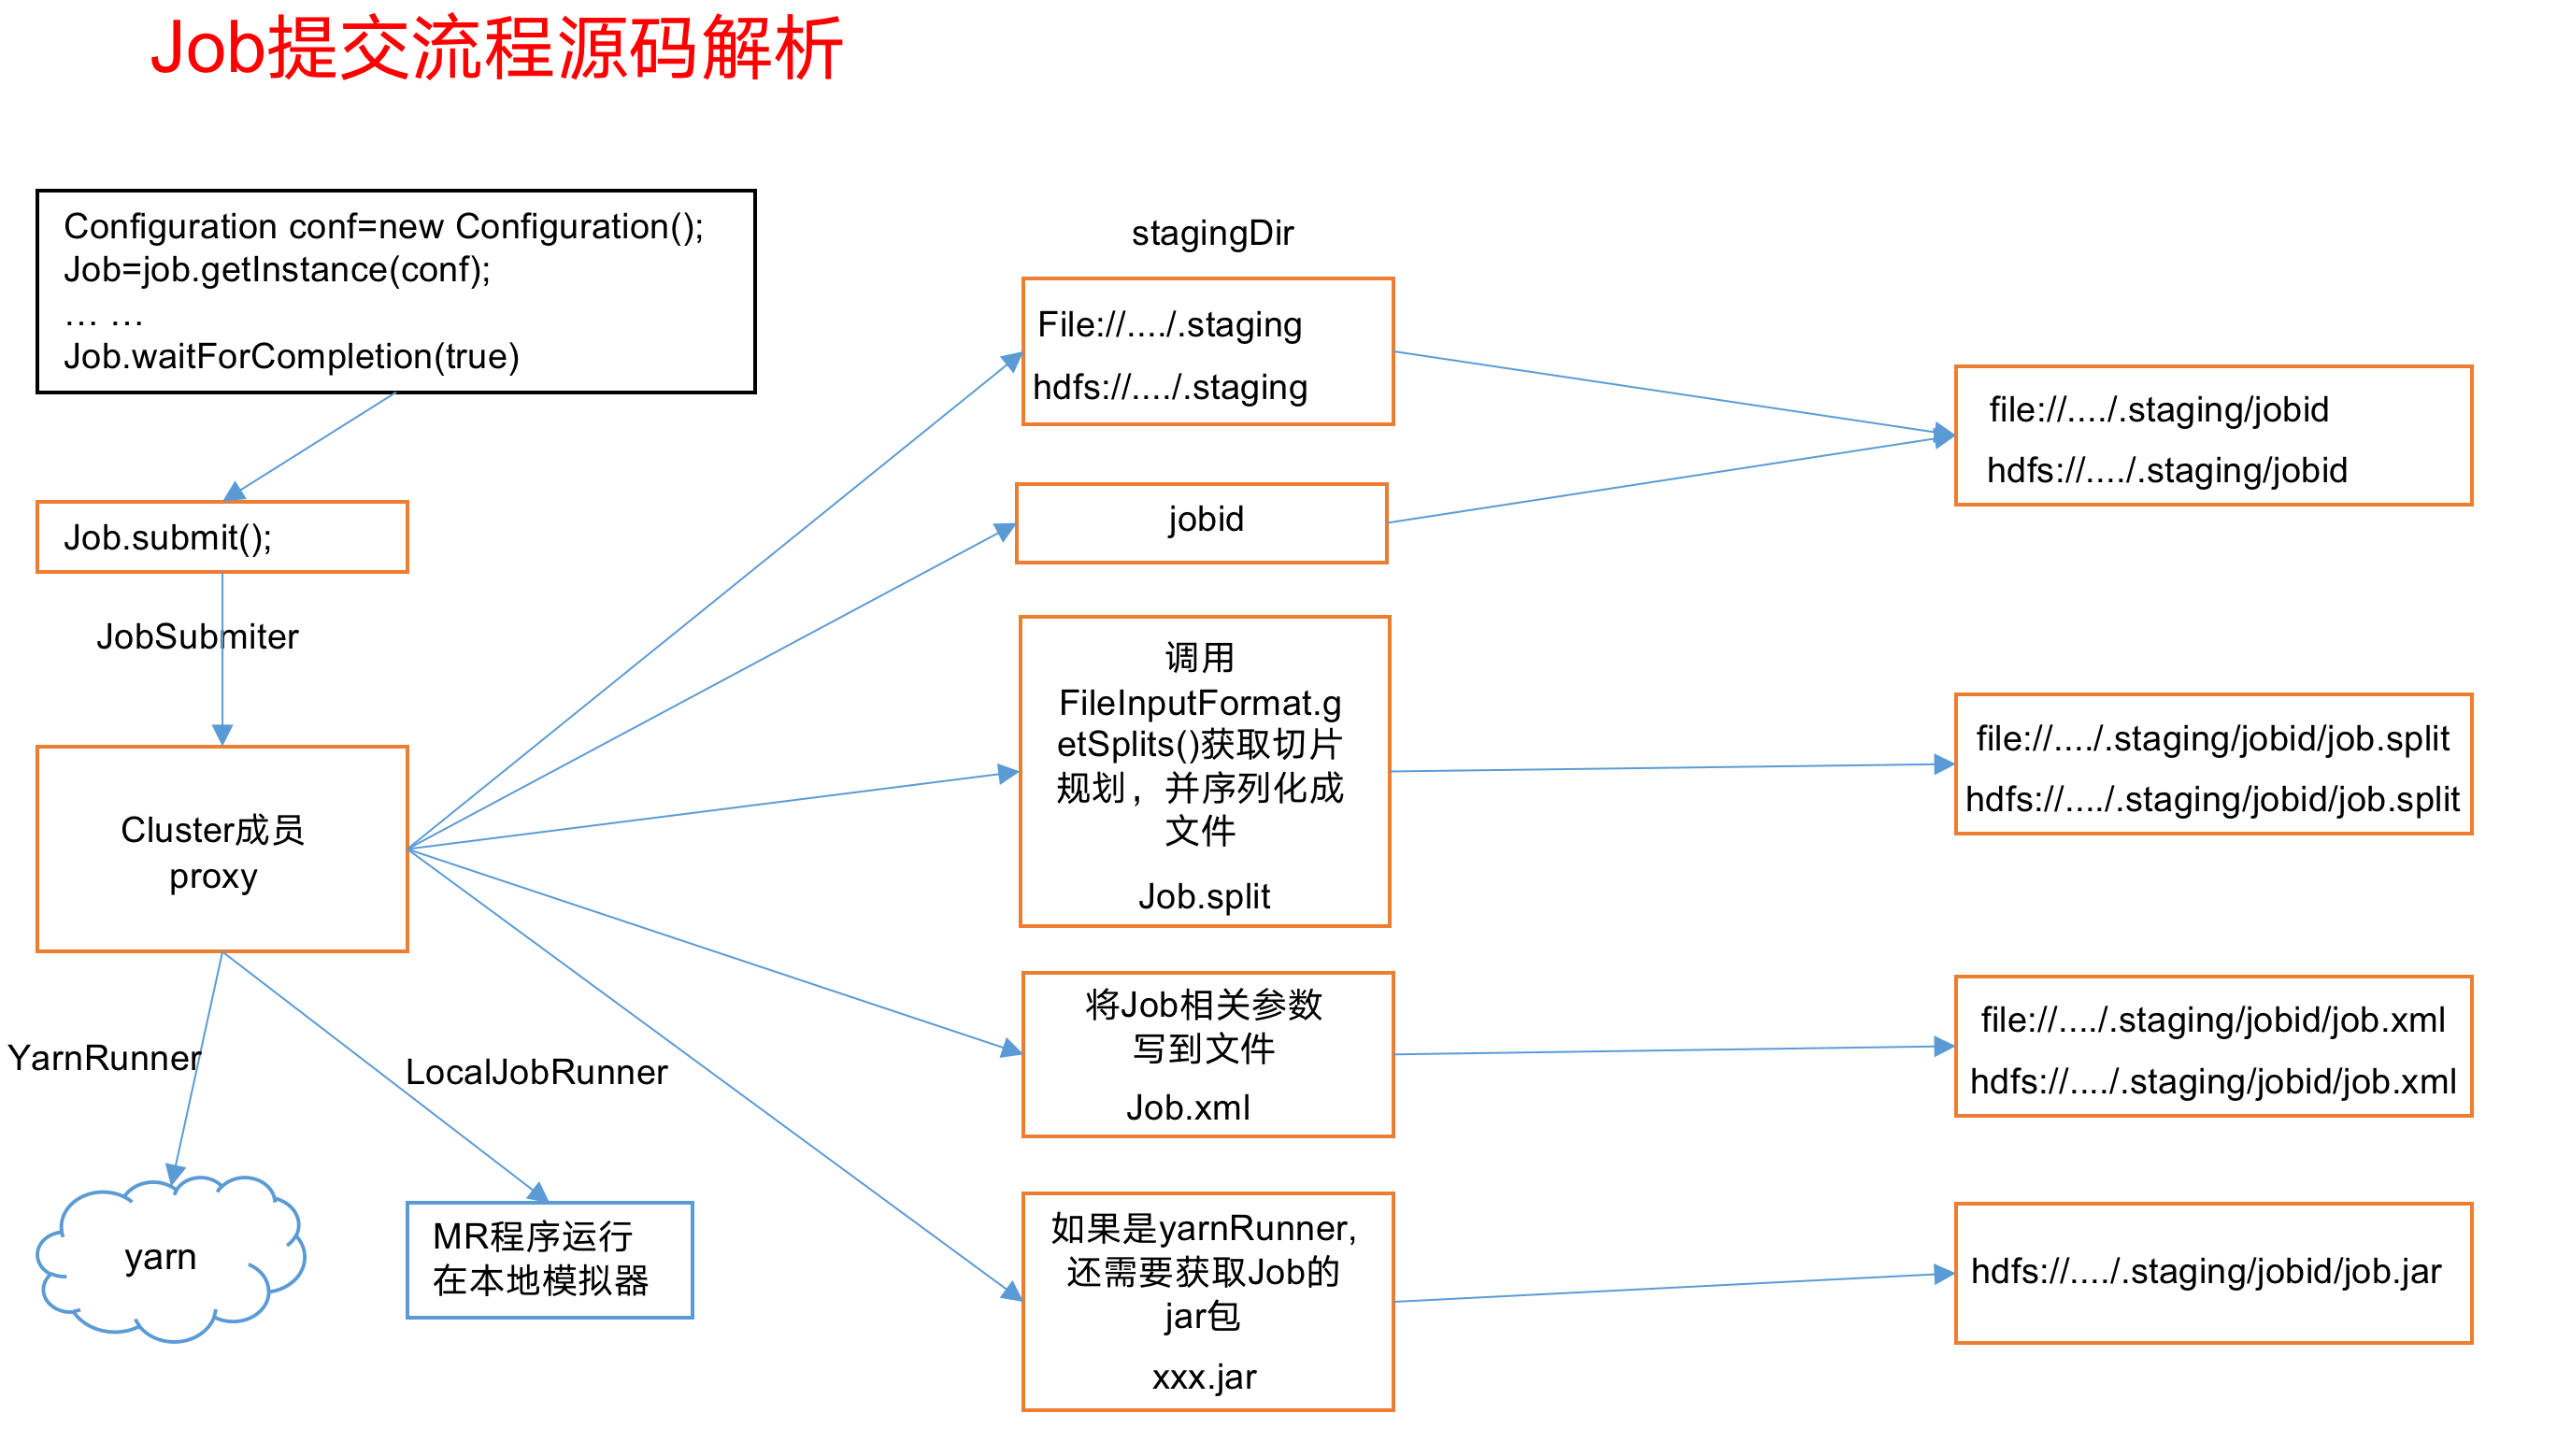 Job提交流程源码解析
Configuration conf=new Configuration();
Job=job.getInstance(conf);
… …
Job.waitForCompletion(true)
Job.submit();
JobSubmiter
Cluster成员
proxy
YarnRunner
LocalJobRunner
yarn
MR程序运行
在本地模拟器
stagingDir
File://..../.staging
hdfs://..../.staging
jobid
调用
FileInputFormat.g
etSplits()获取切片
规划，并序列化成
文件
Job.split
将Job相关参数
写到文件
Job.xml
如果是yarnRunner,
还需要获取Job的
jar包
xxx.jar
file://..../.staging/jobid
hdfs://..../.staging/jobid
file://..../.staging/jobid/job.split
hdfs://..../.staging/jobid/job.split
file://..../.staging/jobid/job.xml
hdfs://..../.staging/jobid/job.xml
hdfs://..../.staging/jobid/job.jar